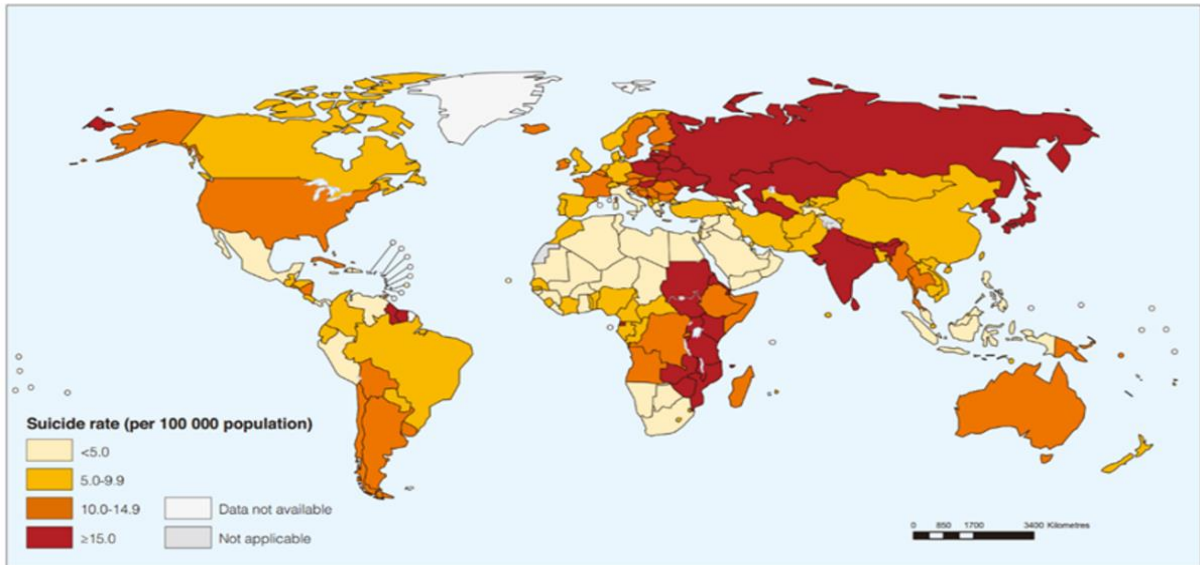 Suicide rate (per 100 000 population)
<5.0
5.0-9.9
10.0-14.9
≥15.0
Data not available
Not applicable
0 850 1700 3400 Kilometres